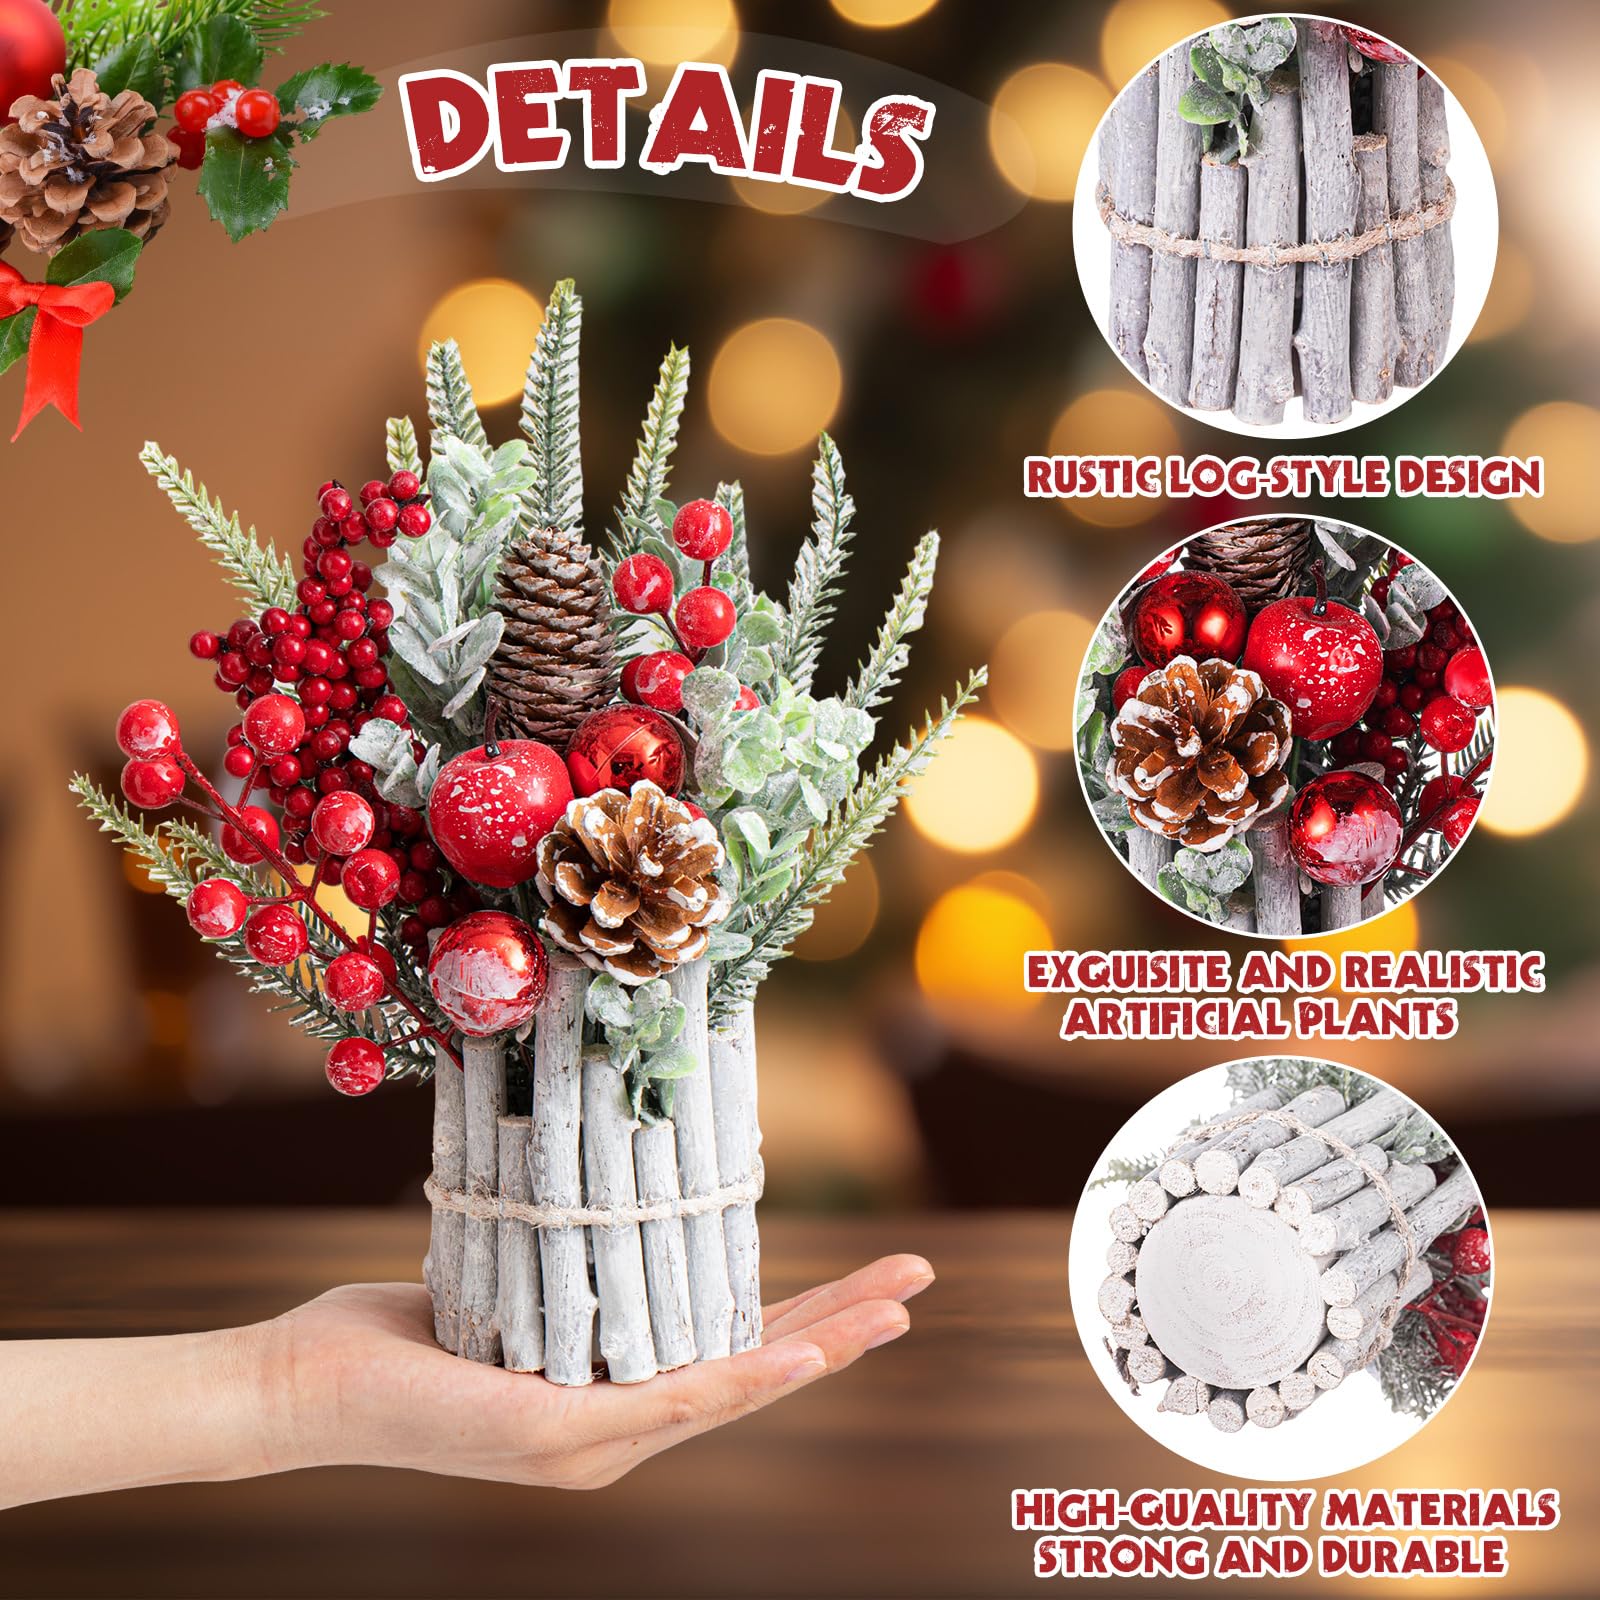 DETAILS
RUSTIC LOG-STYLE DESIGN
EXQUISITE AND REALISTIC
ARTIFICIAL PLANTS
HIGH-QUALITY MATERIALS
STRONG AND DURABLE